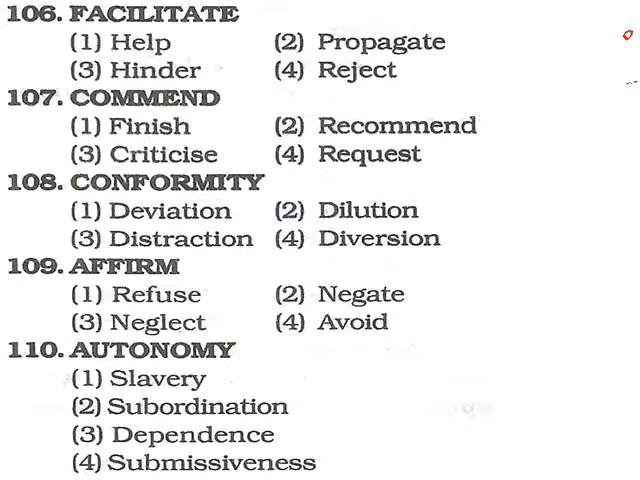 106. FACILITATE
(1) Help (2) Propagate
(3) Hinder (4) Reject
107. COMMEND
(1) Finish (2) Recommend
(3) Criticise (4) Request
108. CONFORMITY
(1) Deviation (2) Dilution
(3) Distraction (4) Diversion
109. AFFIRM
(1) Refuse (2) Negate
(3) Neglect (4) Avoid
110. AUTONOMY
(1) Slavery
(2) Subordination
(3) Dependence
(4) Submissiveness